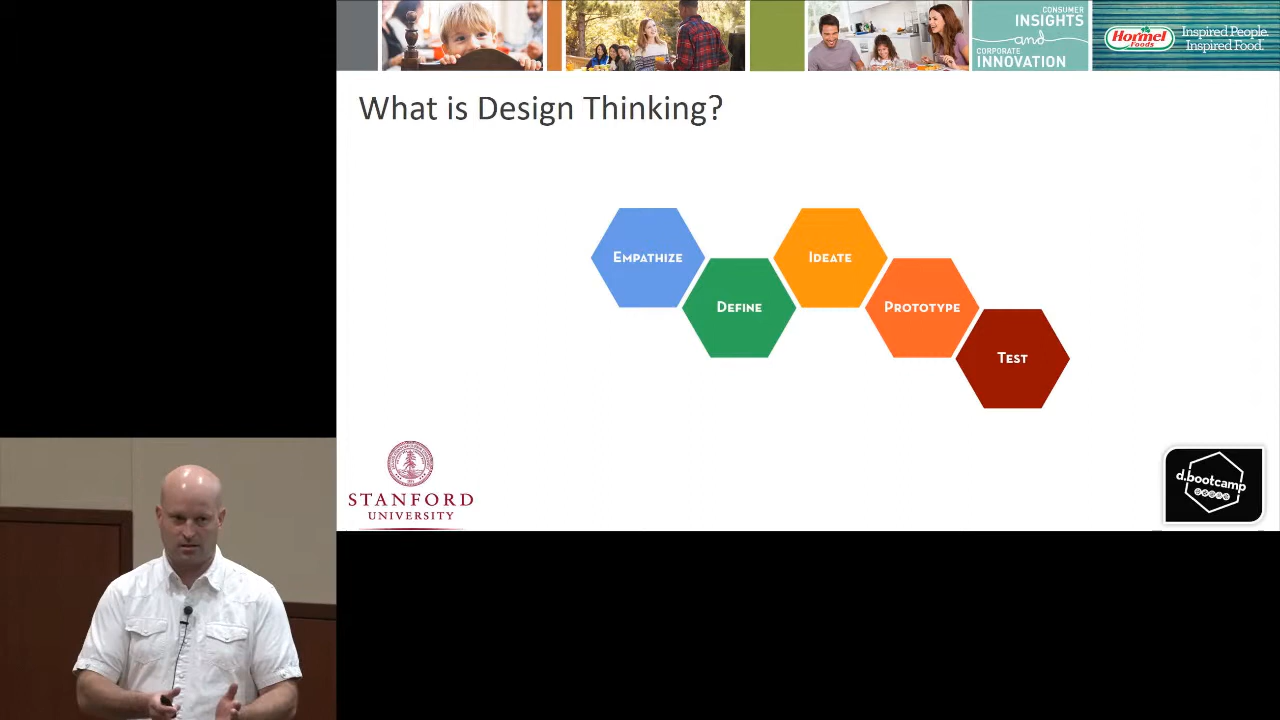 CONSUMER
INSIGHTS
and
CORPORATE
INNOVATION
Hormel
Foods
Inspired People.
Inspired Food.
What is Design Thinking?
EMPATHIZE
IDEATE
DEFINE
PROTOTYPE
TEST
STANFORD
UNIVERSITY
d.bootcamp